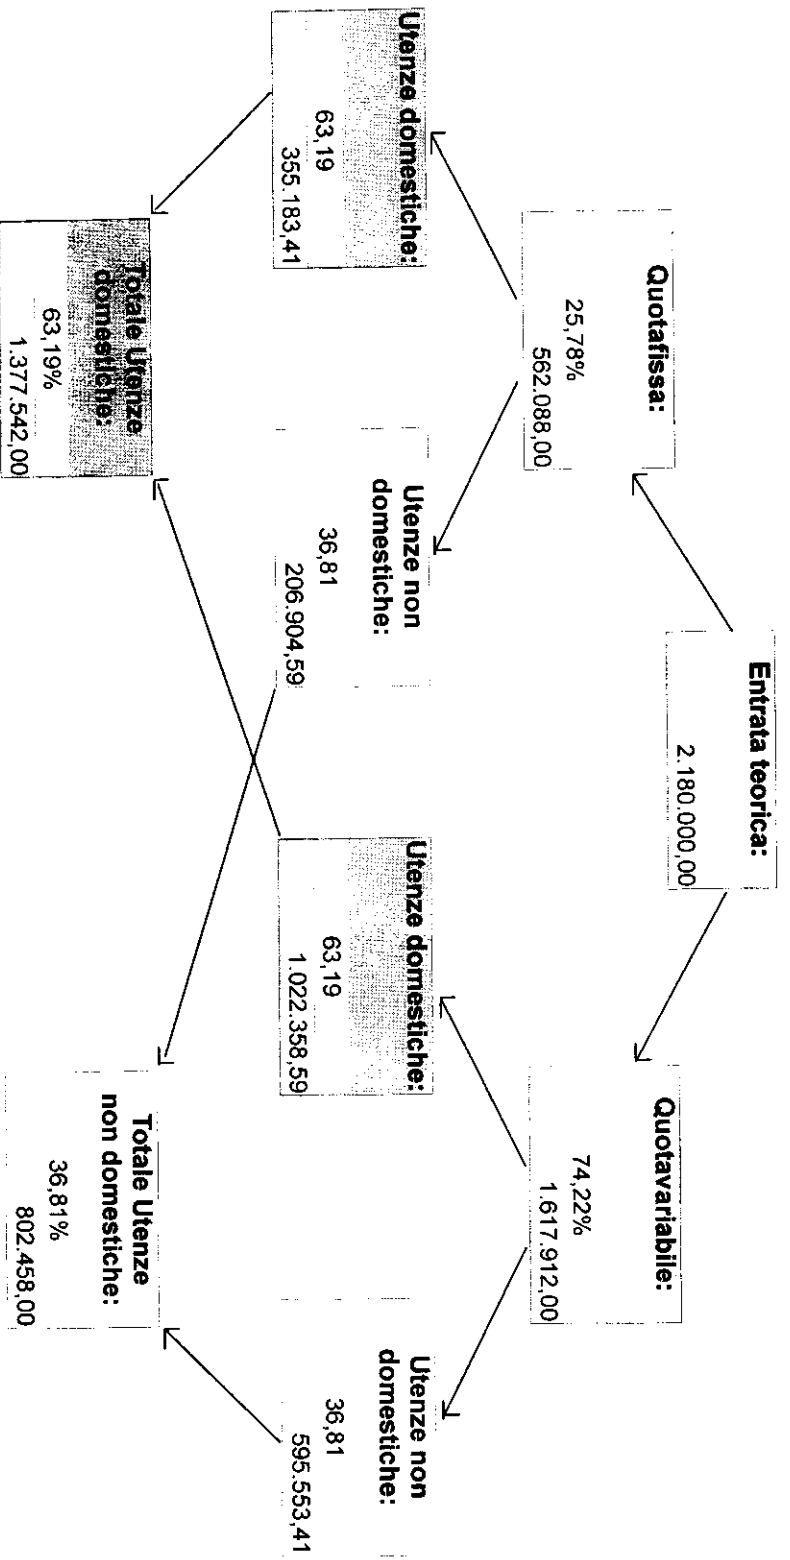 Entrata teorica:
2.180.000,00
Quotafissa:
25,78%
562.088,00
Quotavariabile:
74,22%
1.617.912,00
Utenze domestiche:
63,19
355.183,41
Utenze non
domestiche:
36,81
206.904,59
Utenze domestiche:
63,19
1.022.358,59
Utenze non
domestiche:
36,81
595.553,41
Totale Utenze
domestiche:
63,19%
1.377.542,00
Totale Utenze
non domestiche:
36,81%
802.458,00